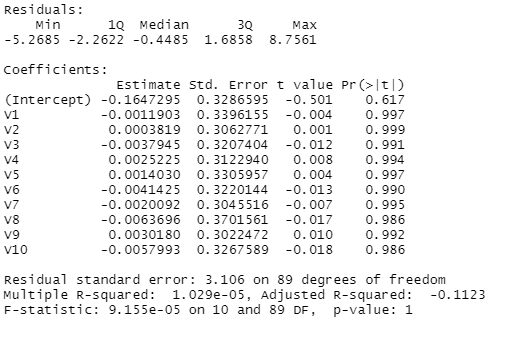 Residuals:
    Min      1Q  Median      3Q     Max
-5.2685 -2.2622 -0.4485  1.6858  8.7561

Coefficients:
              Estimate Std. Error t value Pr(>|t|)
(Intercept) -0.1647295  0.3286595  -0.501    0.617
V1          -0.0011903  0.3396155  -0.004    0.997
V2           0.0003819  0.3062771   0.001    0.999
V3          -0.0037945  0.3207404  -0.012    0.991
V4           0.0025225  0.3122940   0.008    0.994
V5           0.0014030  0.3305957   0.004    0.997
V6          -0.0041425  0.3220144  -0.013    0.990
V7          -0.0020092  0.3045516  -0.007    0.995
V8          -0.0063696  0.3701561  -0.017    0.986
V9           0.0030180  0.3022472   0.010    0.992
V10         -0.0057993  0.3267589  -0.018    0.986

Residual standard error: 3.106 on 89 degrees of freedom
Multiple R-squared:  1.029e-05, Adjusted R-squared:  -0.1123
F-statistic: 9.155e-05 on 10 and 89 DF,  p-value: 1